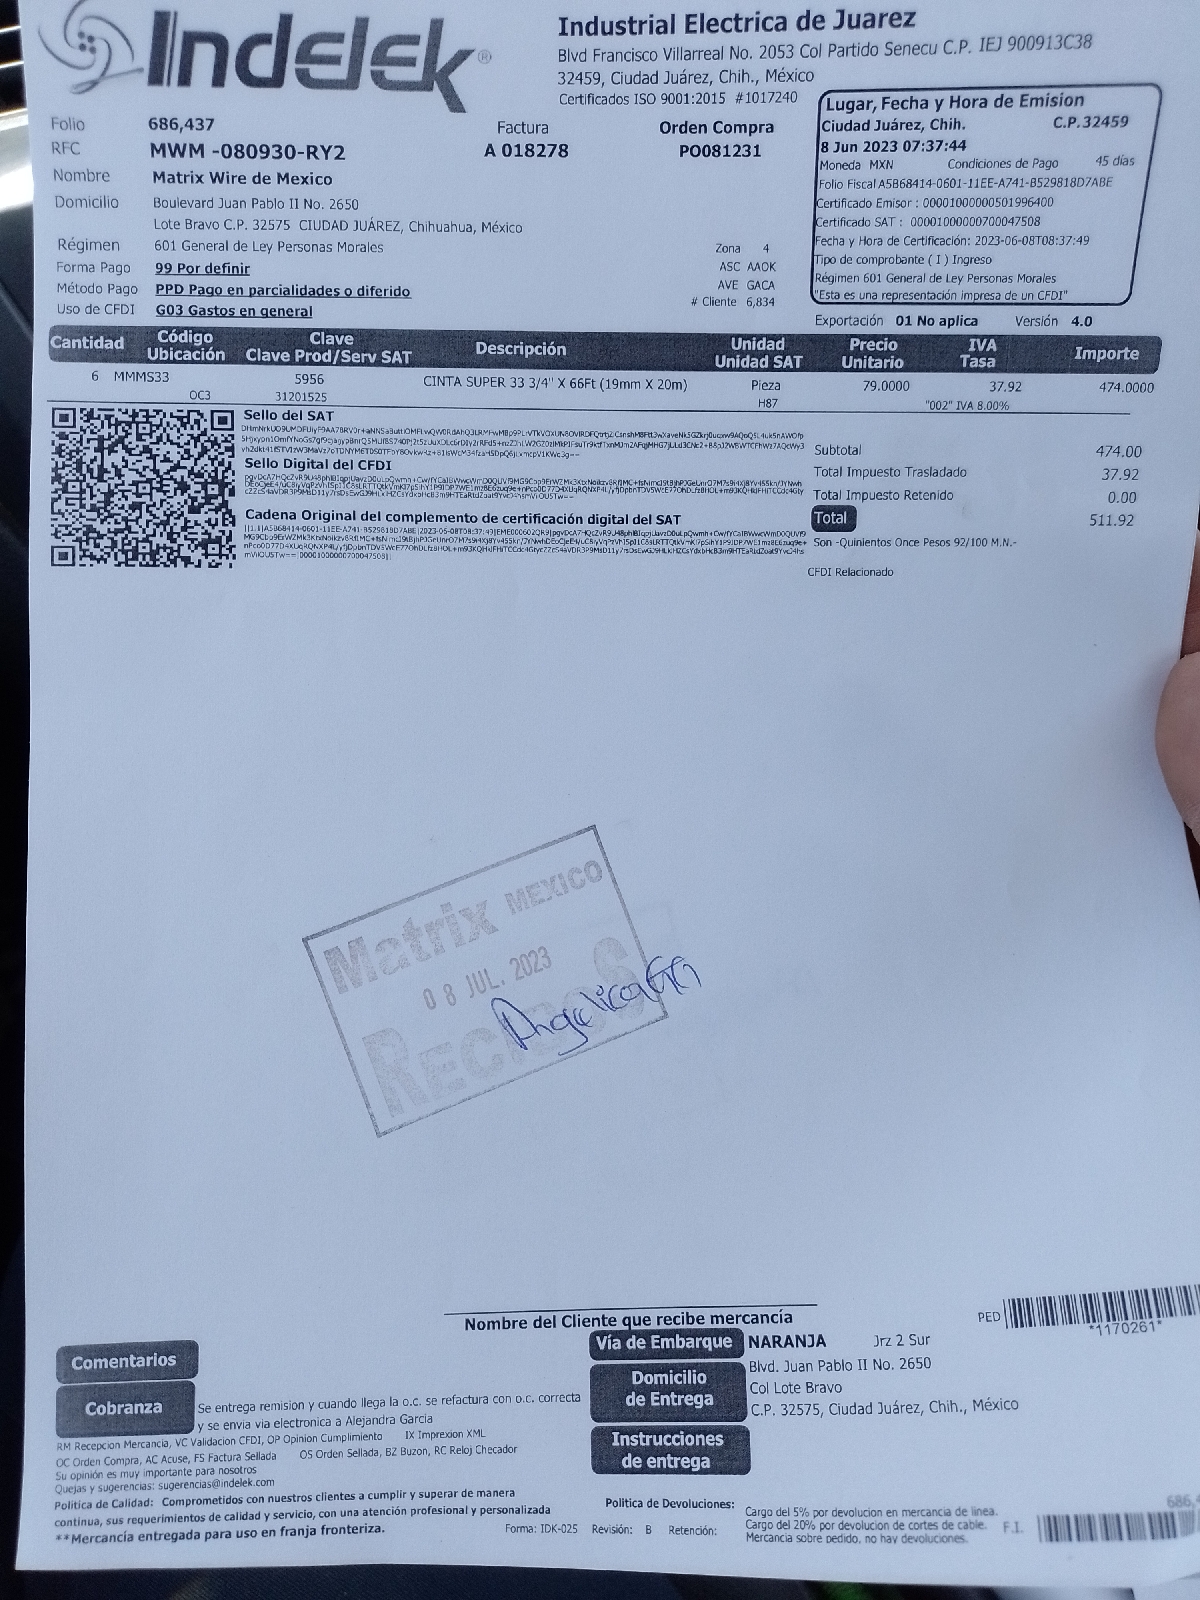 Indelek®
Industrial Electrica de Juarez
Blvd Francisco Villarreal No. 2053 Col Partido Senecu C.P. IEJ 900913C38
32459, Ciudad Juárez, Chih., México
Certificados ISO 9001:2015 #1017240
Folio 686,437
Factura
Orden Compra
RFC MWM -080930-RY2
A 018278
PO081231
Nombre Matrix Wire de Mexico
Domicilio Boulevard Juan Pablo II No. 2650
Lote Bravo C.P. 32575 CIUDAD JUÁREZ, Chihuahua, México
Régimen 601 General de Ley Personas Morales
Forma Pago 99 Por definir
Método Pago PPD Pago en parcialidades o diferido
Uso de CFDI G03 Gastos en general
Zona 4
ASC AAOK
AVE GACA
# Cliente 6,834
Lugar, Fecha y Hora de Emision
Ciudad Juárez, Chih. C.P.32459
8 Jun 2023 07:37:44
Moneda MXN Condiciones de Pago 45 días
Folio Fiscal A5B68414-0601-11EE-A741-8529818D7ABE
Certificado Emisor : 00001000000501996400
Certificado SAT : 00001000000700047508
Fecha y Hora de Certificación: 2023-06-08T08:37:49
Tipo de comprobante ( I ) Ingreso
Régimen 601 General de Ley Personas Morales
"Esta es una representación impresa de un CFDI"
Exportación 01 No aplica Versión 4.0
Cantidad Código Ubicación Clave Clave Prod/Serv SAT Descripción Unidad Unidad SAT Precio Unitario IVA Tasa Importe
6 MMMS33 5956 CINTA SUPER 33 3/4" X 66Ft (19mm X 20m) Pieza 79.0000 37.92 474.0000
OC3 31201525 H87 "002" IVA 8.00%
Sello del SAT
Sello Digital del CFDI
Cadena Original del complemento de certificación digital del SAT
Subtotal 474.00
Total Impuesto Trasladado 37.92
Total Impuesto Retenido 0.00
Total 511.92
Son -Quinientos Once Pesos 92/100 M.N.-
CFDI Relacionado
Matrix MEXICO
08 JUL. 2023
RECIBOS
Angelica GG
Nombre del Cliente que recibe mercancía
PED
*1170261*
Vía de Embarque NARANJA Jrz 2 Sur
Domicilio de Entrega
Blvd. Juan Pablo II No. 2650
Col Lote Bravo
C.P. 32575, Ciudad Juárez, Chih., México
Instrucciones de entrega
Comentarios
Cobranza
Se entrega remision y cuando llega la o.c. se refactura con o.c. correcta
y se envia via electronica a Alejandra Garcia
RM Recepcion Mercancia, VC Validacion CFDI, OP Opinion Cumplimiento IX Imprexion XML
OC Orden Compra, AC Acuse, FS Factura Sellada OS Orden Sellada, BZ Buzon, RC Reloj Checador
Su opinión es muy importante para nosotros
Quejas y sugerencias: sugerencias@indelek.com
Politica de Calidad: Comprometidos con nuestros clientes a cumplir y superar de manera
continua, sus requerimientos de calidad y servicio, con una atención profesional y personalizada
**Mercancía entregada para uso en franja fronteriza.
Forma: IDK-025 Revisión: B Retención:
Politica de Devoluciones:
Cargo del 5% por devolucion en mercancia de linea.
Cargo del 20% por devolucion de cortes de cable.
Mercancia sobre pedido, no hay devoluciones.
F.I.